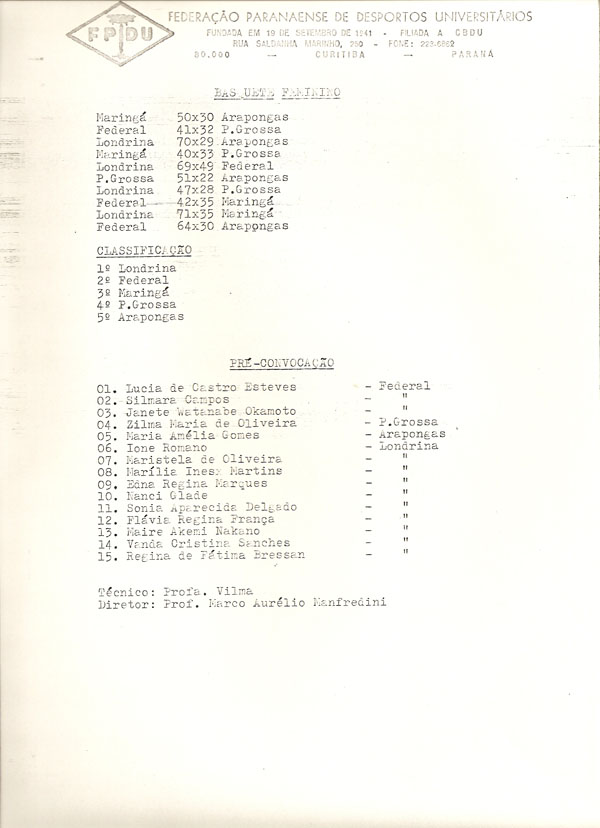 FPDU
FEDERAÇÃO PARANAENSE DE DESPORTOS UNIVERSITÁRIOS
FUNDADA EM 19 DE SETEMBRO DE 1941 - FILIADA A CBDU
RUA SALDANHA MARINHO, 260 - FONE: 223-6662
80.000 — CURITIBA — PARANÁ
BASQUETE FEMININO
Maringá 50x30 Arapongas
Federal 41x32 P.Grossa
Londrina 70x29 Arapongas
Maringá 40x33 P.Grossa
Londrina 69x49 Federal
P.Grossa 51x22 Arapongas
Londrina 47x28 P.Grossa
Federal 42x35 Maringá
Londrina 71x35 Maringá
Federal 64x30 Arapongas
CLASSIFICAÇÃO
1º Londrina
2º Federal
3º Maringá
4º P.Grossa
5º Arapongas
PRÉ-CONVOCAÇÃO
01. Lucia de Castro Esteves - Federal
02. Silmara Campos - "
03. Janete Watanabe Okamoto - "
04. Zilma Maria de Oliveira - P.Grossa
05. Maria Amélia Gomes - Arapongas
06. Ione Romano - Londrina
07. Maristela de Oliveira - "
08. Marília Inesx Martins - "
09. Edna Regina Marques - "
10. Nanci Glade - "
11. Sonia Aparecida Delgado - "
12. Flávia Regina França - "
13. Maire Akemi Nakano - "
14. Vanda Cristina Sanches - "
15. Regina de Fátima Bressan - "
Técnico: Profa. Vilma
Diretor: Prof. Marco Aurélio Manfredini